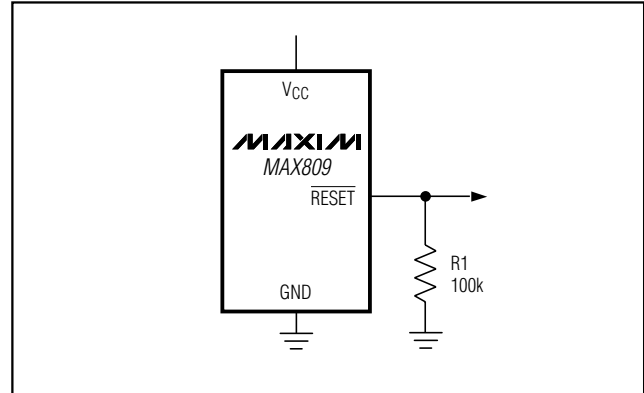 VCC
MAXIM
MAX809
RESET
R1
100k
GND